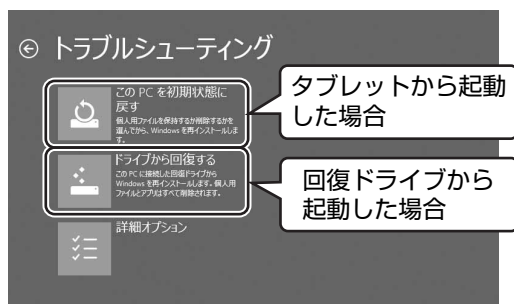 トラブルシューティング
この PC を初期状態に
戻す
個人用ファイルを保持するか削除するかを
選んでから、Windows を再インストールしま
す。
タブレットから起動
した場合
ドライブから回復する
この PC に接続した回復ドライブから
Windows を再インストールします。個人用
ファイルとアプリはすべて削除されます。
回復ドライブから
起動した場合
詳細オプション